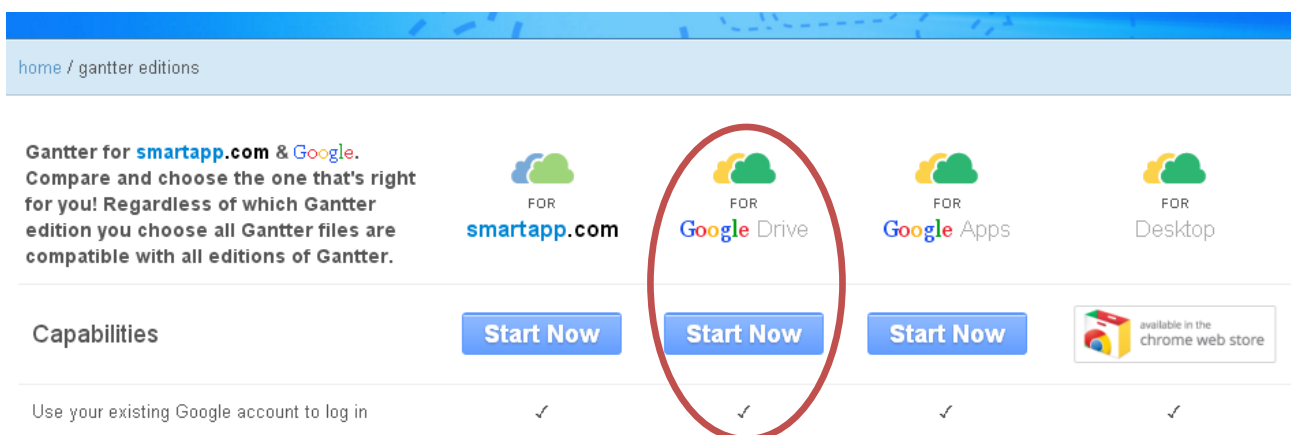 home / gantter editions
Gantter for smartapp.com & Google.
Compare and choose the one that's right
for you! Regardless of which Gantter
edition you choose all Gantter files are
compatible with all editions of Gantter.
FOR
smartapp.com
FOR
Google Drive
FOR
Google Apps
FOR
Desktop
Capabilities
Start Now
Start Now
Start Now
available in the
chrome web store
Use your existing Google account to log in ✓ ✓ ✓ ✓